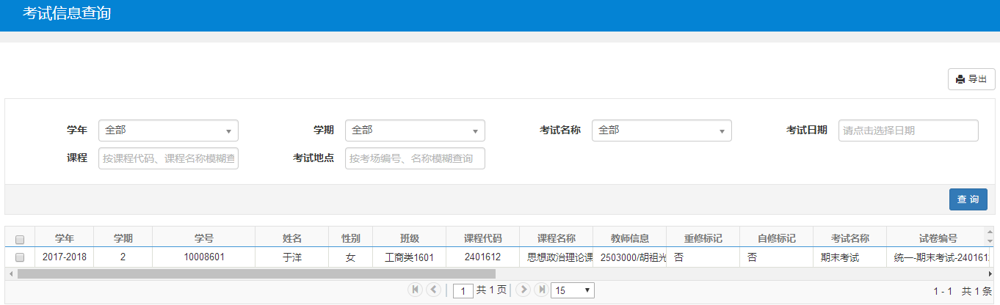 考试信息查询
导出
学年 全部 学期 全部 考试名称 全部 考试日期 请点击选择日期
课程 按课程代码、课程名称模糊查 考试地点 按考场编号、名称模糊查询
查 询
学年 学期 学号 姓名 性别 班级 课程代码 课程名称 教师信息 重修标记 自修标记 考试名称 试卷编号
2017-2018 2 10008601 于洋 女 工商类1601 2401612 思想政治理论课 2503000/胡祖光 否 否 期末考试 统一-期末考试-240161
1 共 1 页 15 1 - 1 共 1 条